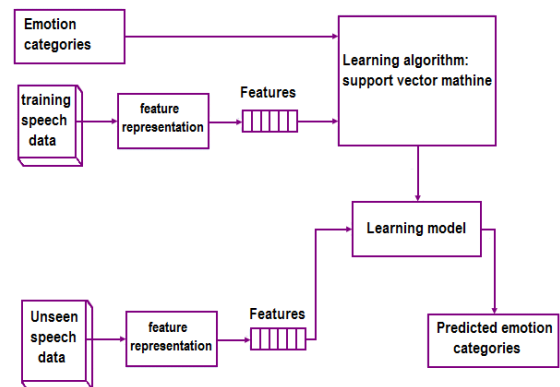 Emotion
categories
Learning algorithm:
support vector mathine
training
speech
data
feature
representation
Features
Learning model
Unseen
speech
data
feature
representation
Features
Predicted emotion
categories